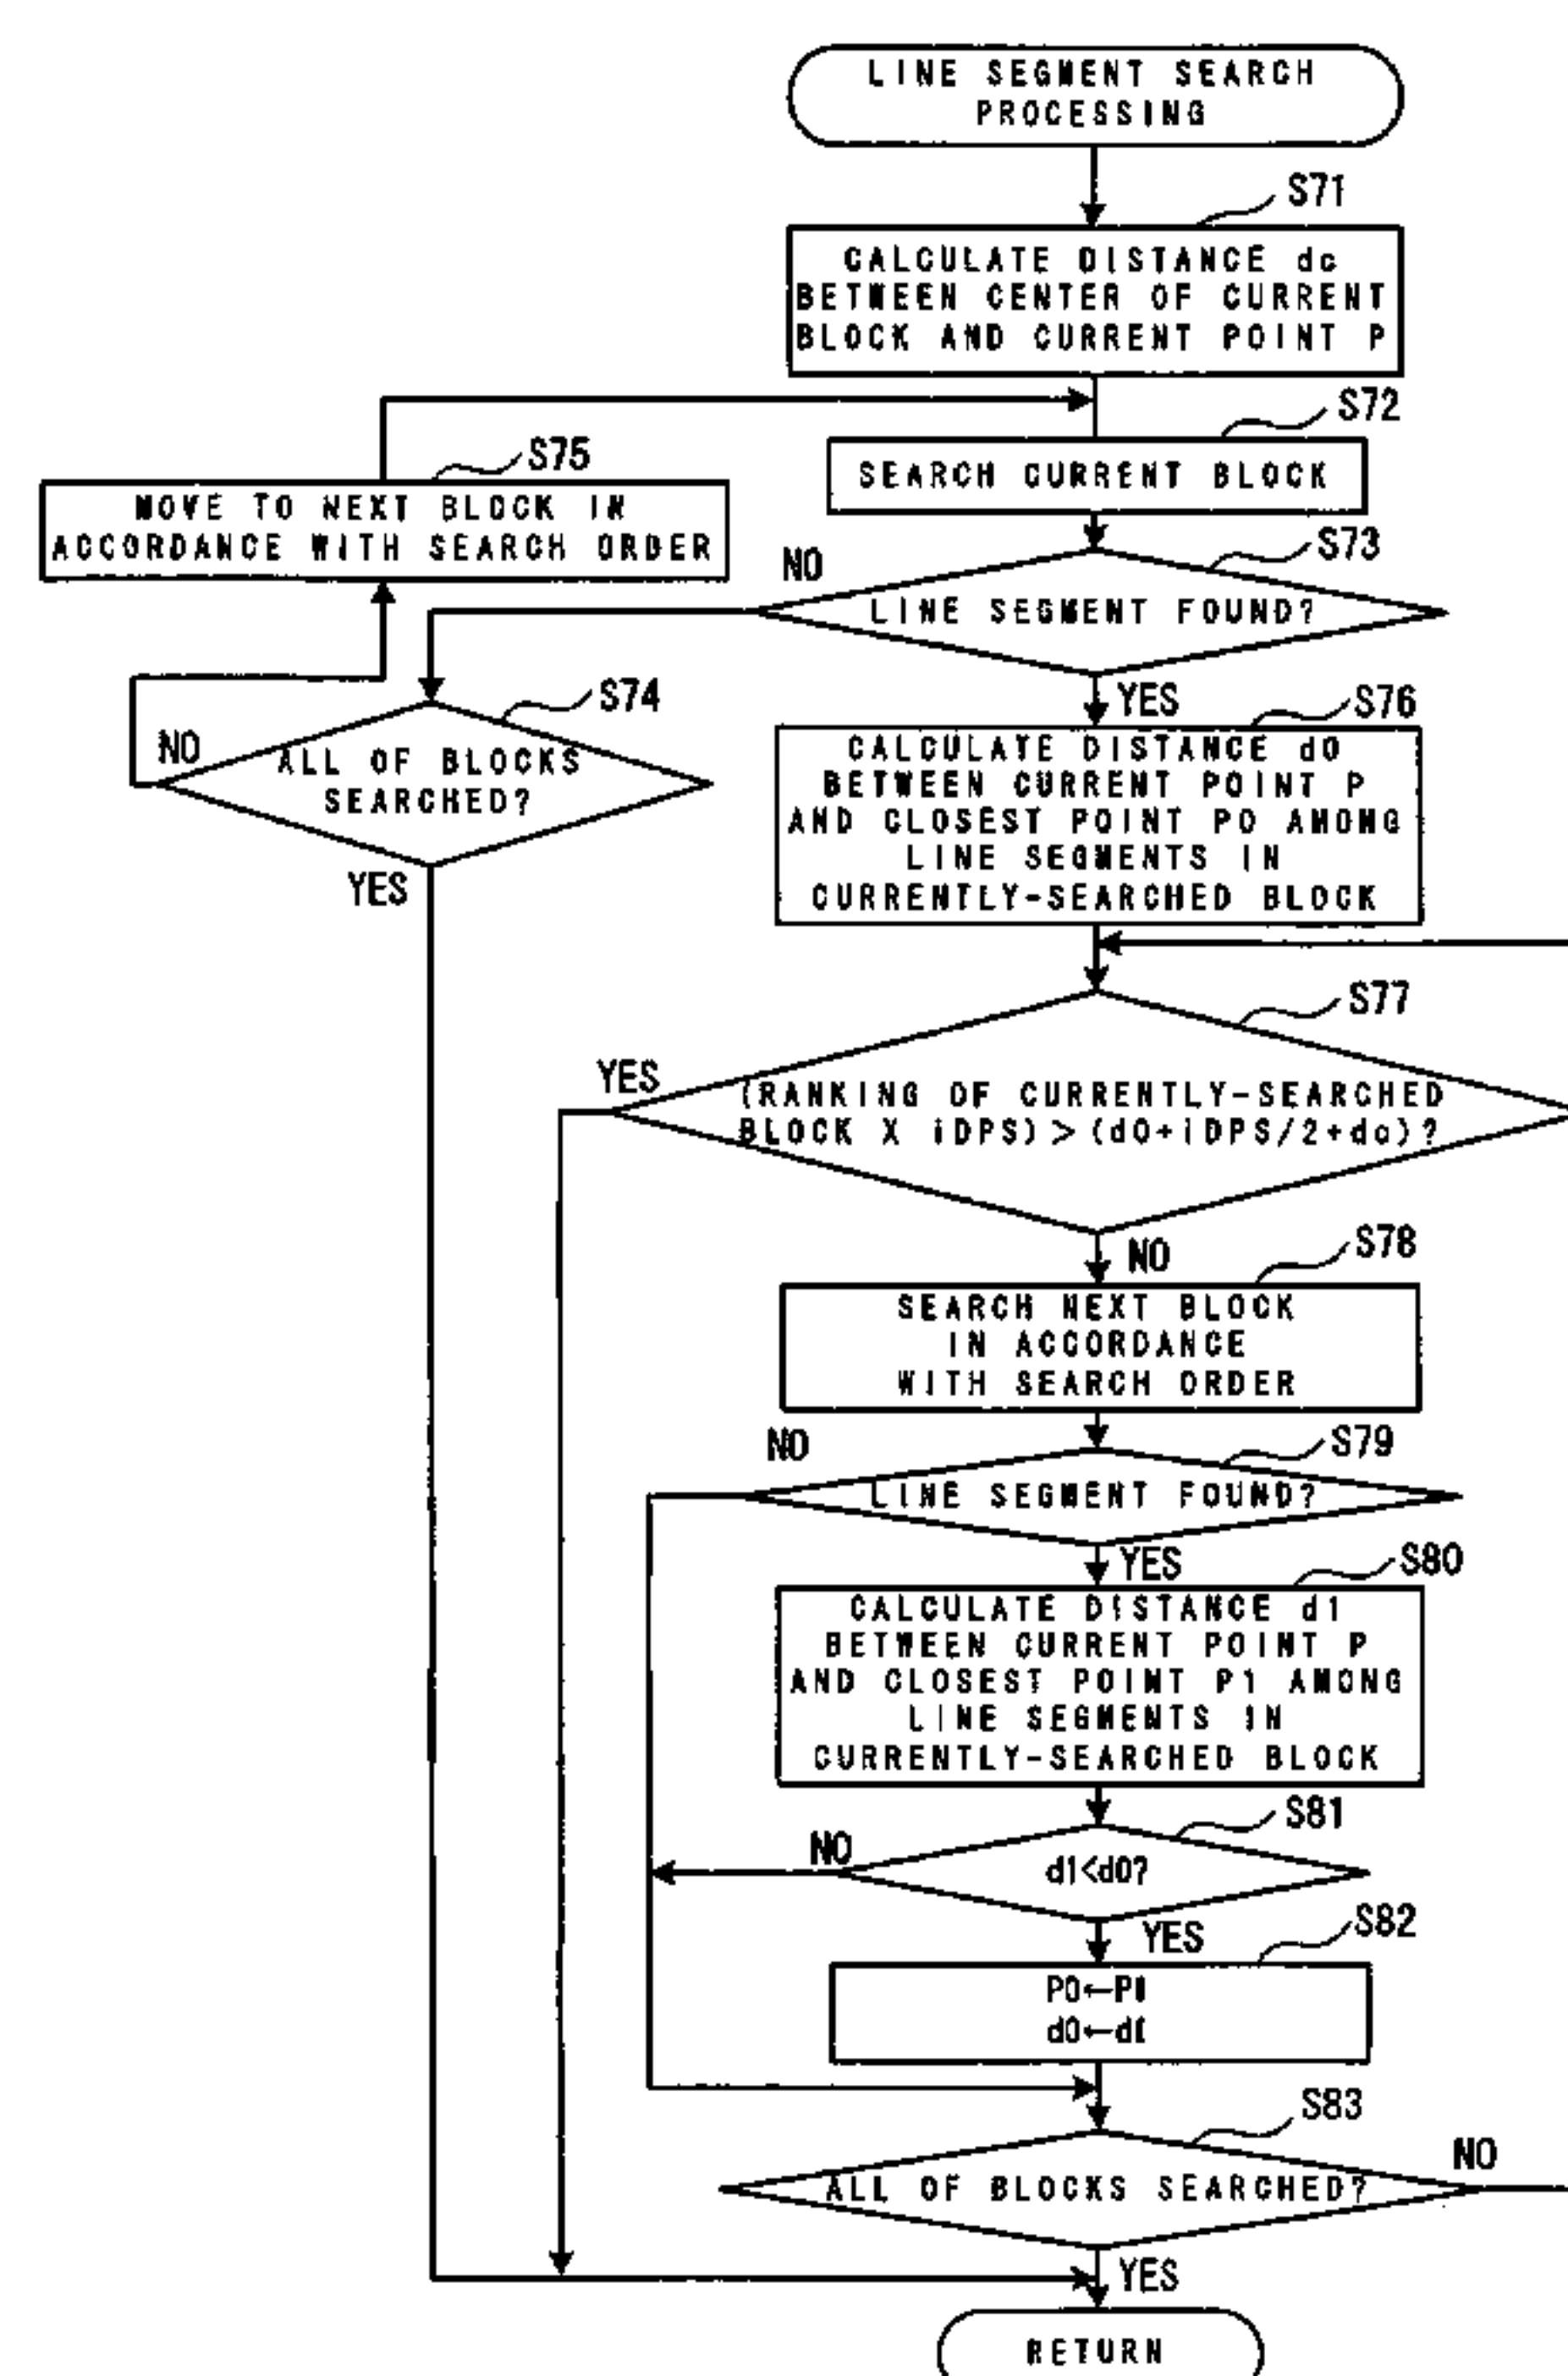 LINE SEGMENT SEARCH
PROCESSING
S71
CALCULATE DISTANCE dc
BETWEEN CENTER OF CURRENT
BLOCK AND CURRENT POINT P
S72
SEARCH CURRENT BLOCK
S75
MOVE TO NEXT BLOCK IN
ACCORDANCE WITH SEARCH ORDER
S73
NO
LINE SEGMENT FOUND?
YES
S74
NO
ALL OF BLOCKS
SEARCHED?
YES
S76
CALCULATE DISTANCE d0
BETWEEN CURRENT POINT P
AND CLOSEST POINT P0 AMONG
LINE SEGMENTS IN
CURRENTLY-SEARCHED BLOCK
S77
YES
(RANKING OF CURRENTLY-SEARCHED
BLOCK X iDPS)>(d0+iDPS/2+dc)?
NO
S78
SEARCH NEXT BLOCK
IN ACCORDANCE
WITH SEARCH ORDER
S79
NO
LINE SEGMENT FOUND?
YES
S80
CALCULATE DISTANCE d1
BETWEEN CURRENT POINT P
AND CLOSEST POINT P1 AMONG
LINE SEGMENTS IN
CURRENTLY-SEARCHED BLOCK
S81
NO
d1<d0?
YES
S82
P0←P1
d0←d1
S83
NO
ALL OF BLOCKS SEARCHED?
YES
RETURN